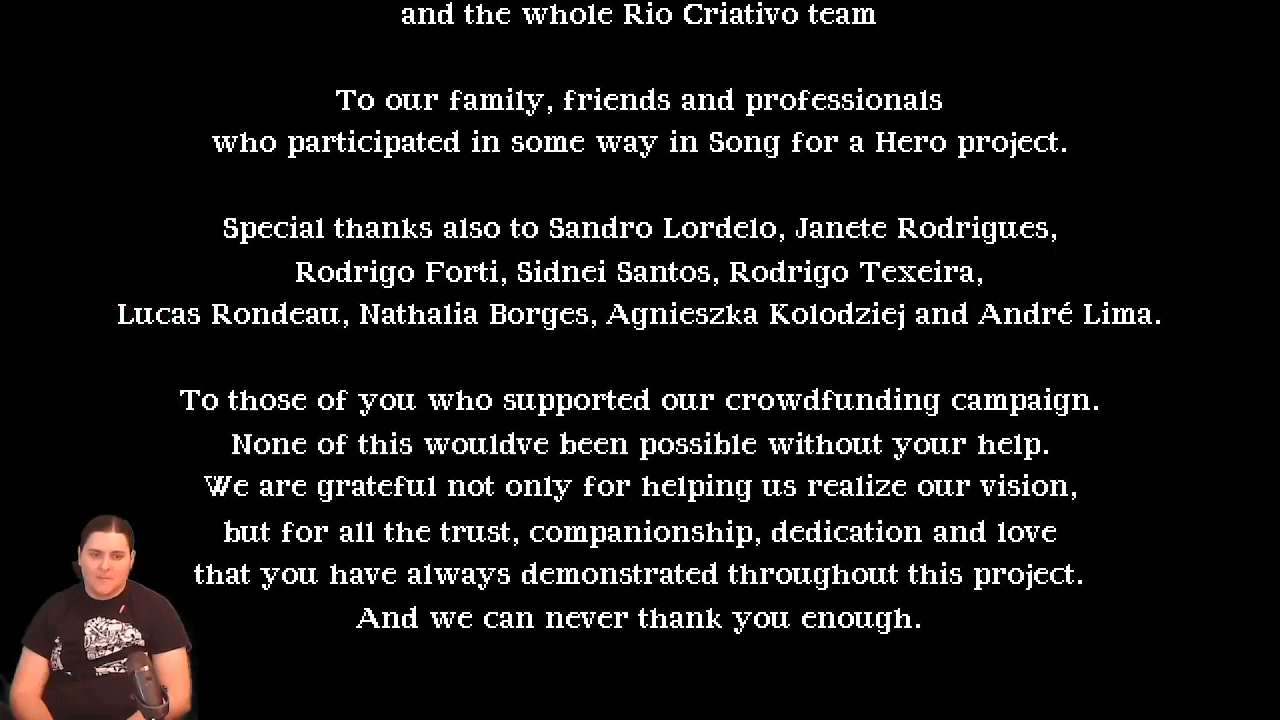 and the whole Rio Criativo team
To our family, friends and professionals
who participated in some way in Song for a Hero project.
Special thanks also to Sandro Lordelo, Janete Rodrigues,
Rodrigo Forti, Sidnei Santos, Rodrigo Texeira,
Lucas Rondeau, Nathalia Borges, Agnieszka Kolodziej and André Lima.
To those of you who supported our crowdfunding campaign.
None of this wouldve been possible without your help.
We are grateful not only for helping us realize our vision,
but for all the trust, companionship, dedication and love
that you have always demonstrated throughout this project.
And we can never thank you enough.